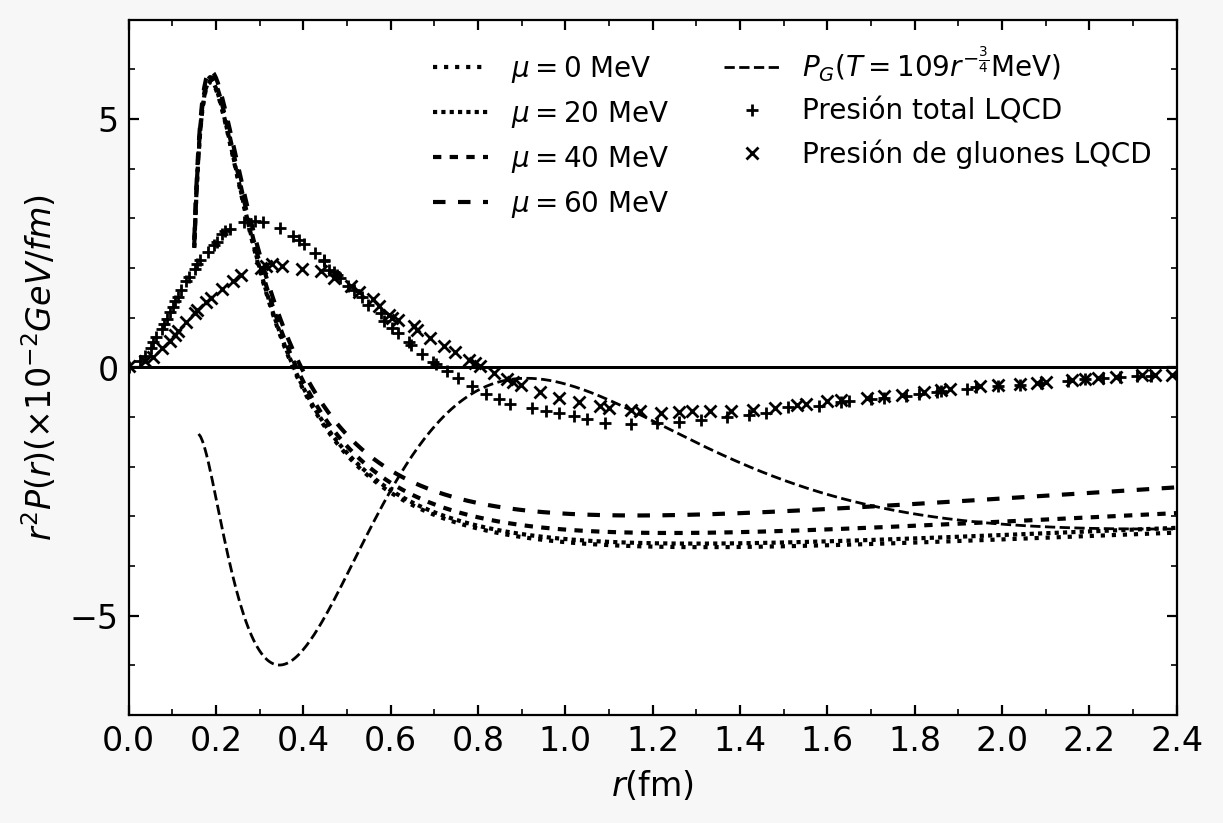 μ = 0 MeV
μ = 20 MeV
μ = 40 MeV
μ = 60 MeV
P_G(T = 109r^{-\frac{3}{4}}MeV)
Presión total LQCD
Presión de gluones LQCD
r²P(r)(×10⁻²GeV/fm)
5
0
−5
0.0 0.2 0.4 0.6 0.8 1.0 1.2 1.4 1.6 1.8 2.0 2.2 2.4
r(fm)